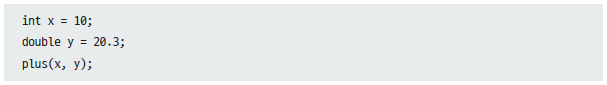 int x = 10;
double y = 20.3;
plus(x, y);